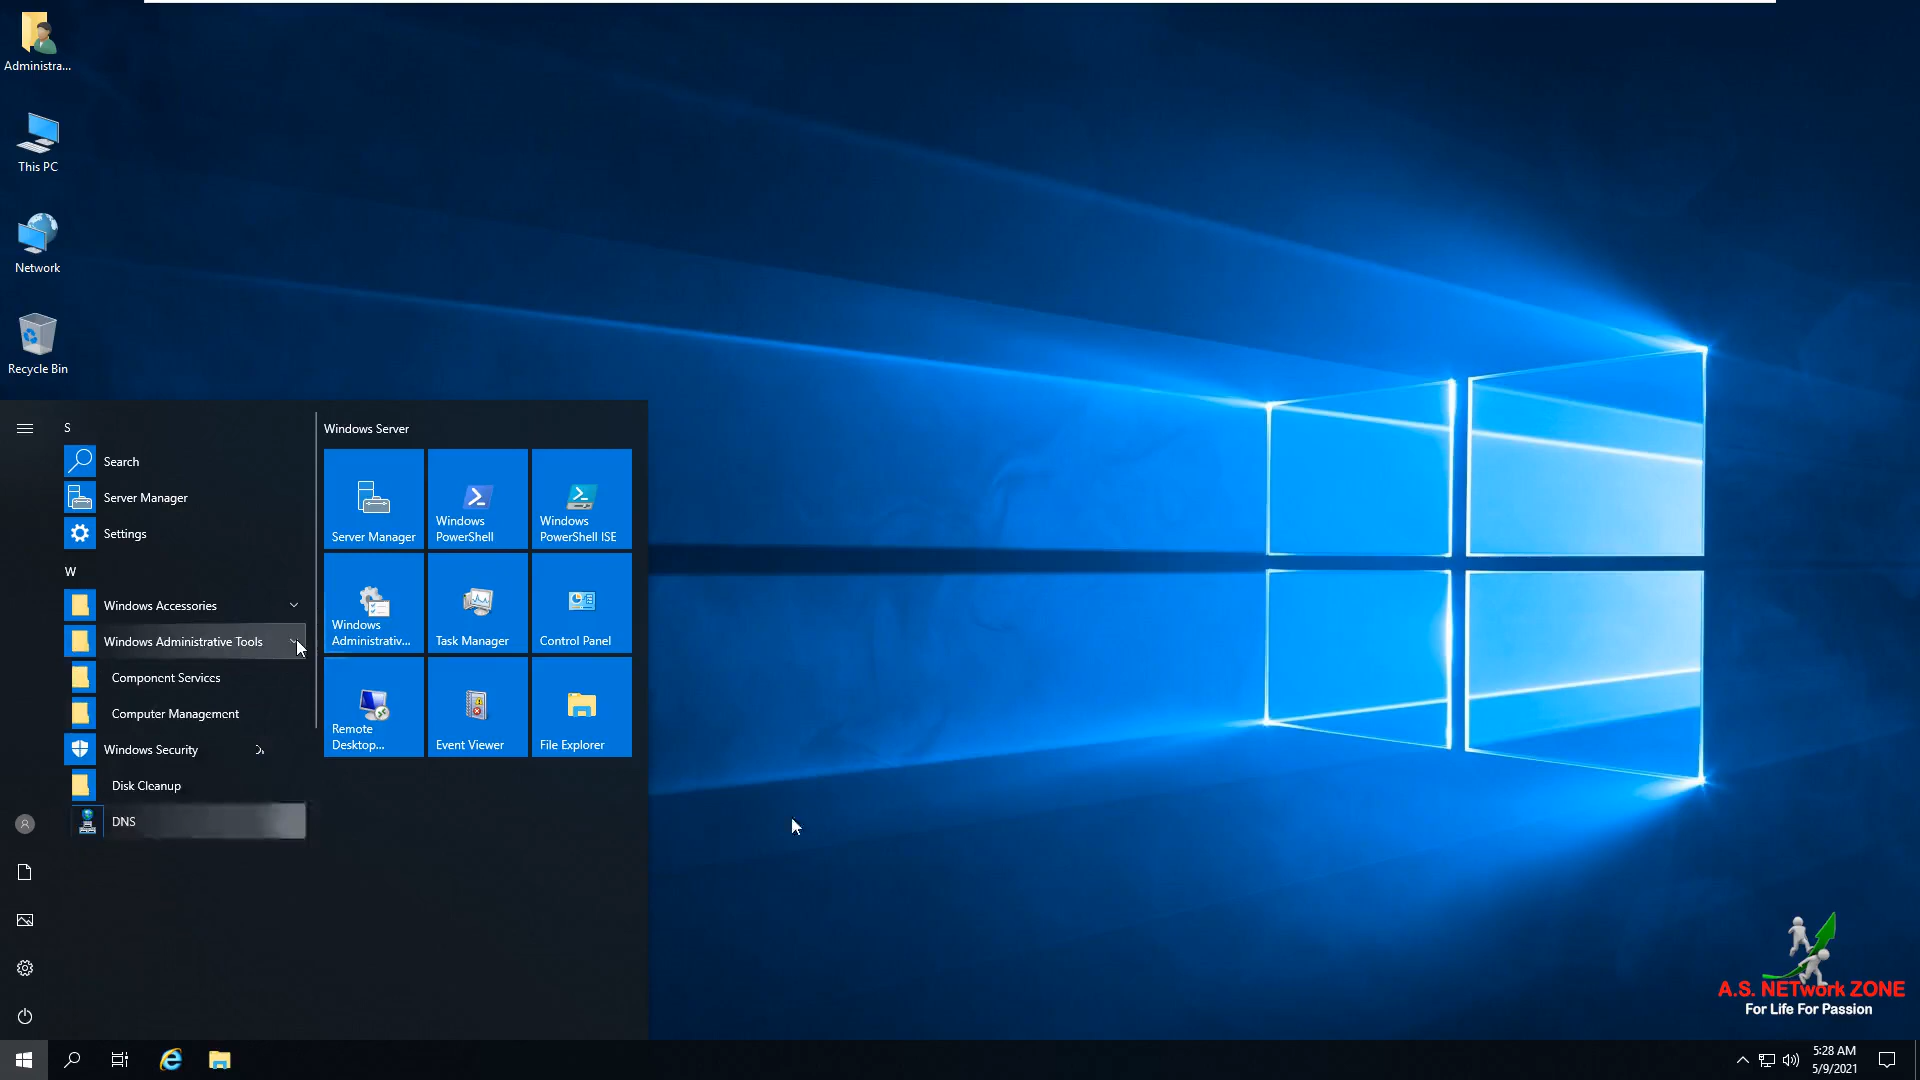 Administra...
This PC
Network
Recycle Bin
S
Search
Server Manager
Settings
W
Windows Accessories
Windows Administrative Tools
Component Services
Computer Management
Windows Security
Disk Cleanup
DNS
Windows Server
Server Manager
Windows
PowerShell
Windows
PowerShell ISE
Windows
Administrativ...
Task Manager
Control Panel
Remote
Desktop...
Event Viewer
File Explorer
A.S. NETwork ZONE
For Life For Passion
5:28 AM
5/9/2021